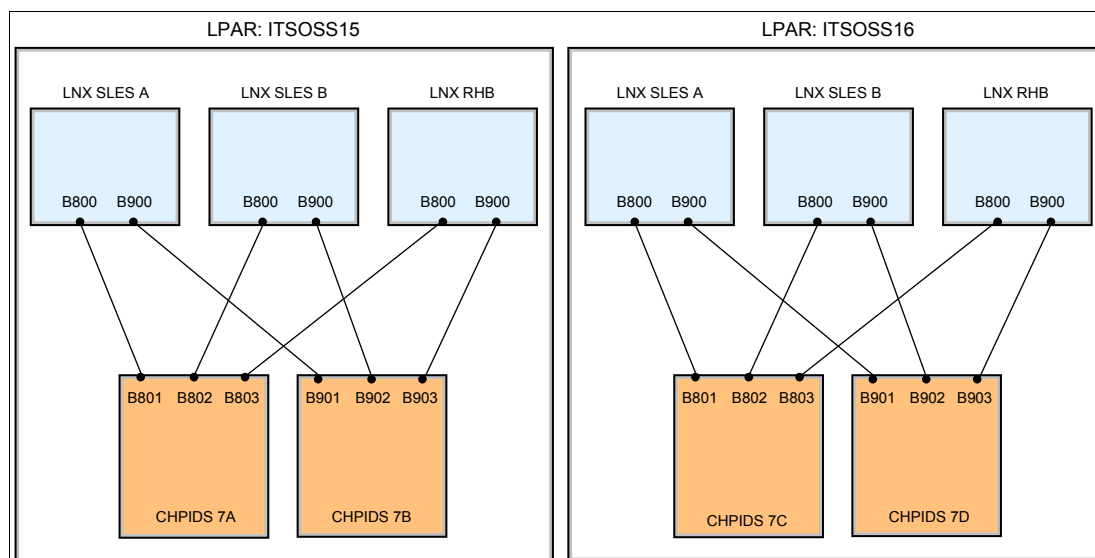 LPAR: ITSOSS15
LNX SLES A
LNX SLES B
LNX RHB
B800 B900
B800 B900
B800 B900
B801 B802 B803
B901 B902 B903
CHPIDS 7A
CHPIDS 7B
LPAR: ITSOSS16
LNX SLES A
LNX SLES B
LNX RHB
B800 B900
B800 B900
B800 B900
B801 B802 B803
B901 B902 B903
CHPIDS 7C
CHPIDS 7D